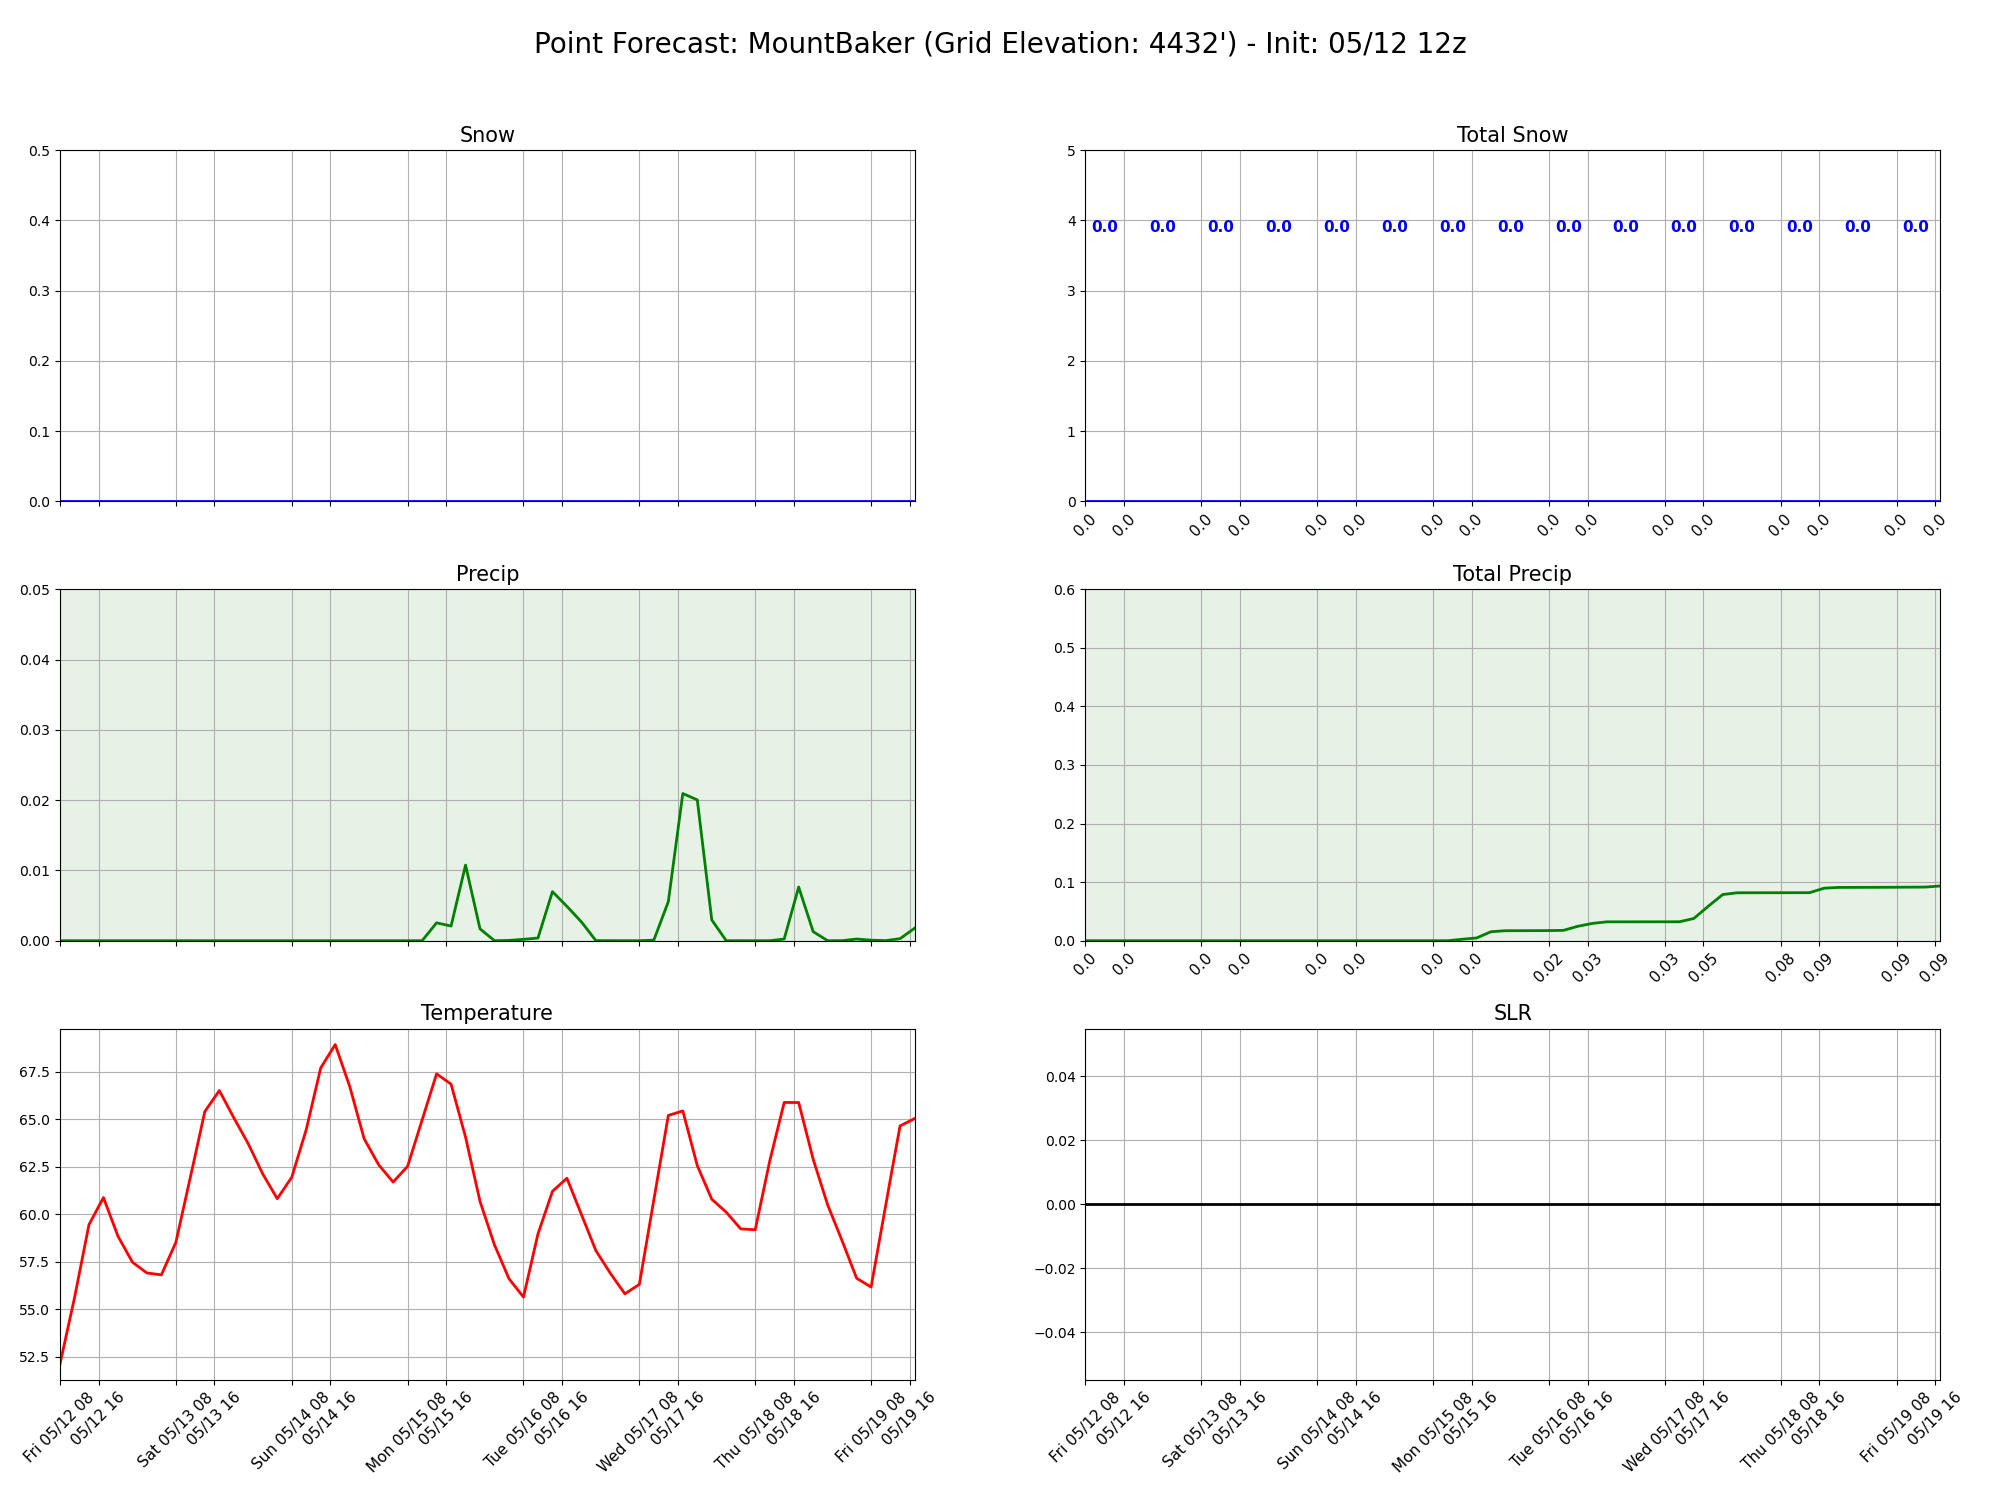 Point Forecast: MountBaker (Grid Elevation: 4432') - Init: 05/12 12z
Snow
0.5
0.4
0.3
0.2
0.1
0.0
Total Snow
5
4
3
2
1
0
0.0 0.0 0.0 0.0 0.0 0.0 0.0 0.0 0.0 0.0 0.0 0.0 0.0 0.0 0.0
0.0 0.0 0.0 0.0 0.0 0.0 0.0 0.0 0.0 0.0 0.0 0.0 0.0 0.0 0.0 0.0
Precip
0.05
0.04
0.03
0.02
0.01
0.00
Total Precip
0.6
0.5
0.4
0.3
0.2
0.1
0.0
0.0 0.0 0.0 0.0 0.0 0.0 0.0 0.0 0.02 0.03 0.03 0.05 0.08 0.09 0.09 0.09
Temperature
67.5
65.0
62.5
60.0
57.5
55.0
52.5
Fri 05/12 08
05/12 16
Sat 05/13 08
05/13 16
Sun 05/14 08
05/14 16
Mon 05/15 08
05/15 16
Tue 05/16 08
05/16 16
Wed 05/17 08
05/17 16
Thu 05/18 08
05/18 16
Fri 05/19 08
05/19 16
SLR
0.04
0.02
0.00
−0.02
−0.04
Fri 05/12 08
05/12 16
Sat 05/13 08
05/13 16
Sun 05/14 08
05/14 16
Mon 05/15 08
05/15 16
Tue 05/16 08
05/16 16
Wed 05/17 08
05/17 16
Thu 05/18 08
05/18 16
Fri 05/19 08
05/19 16